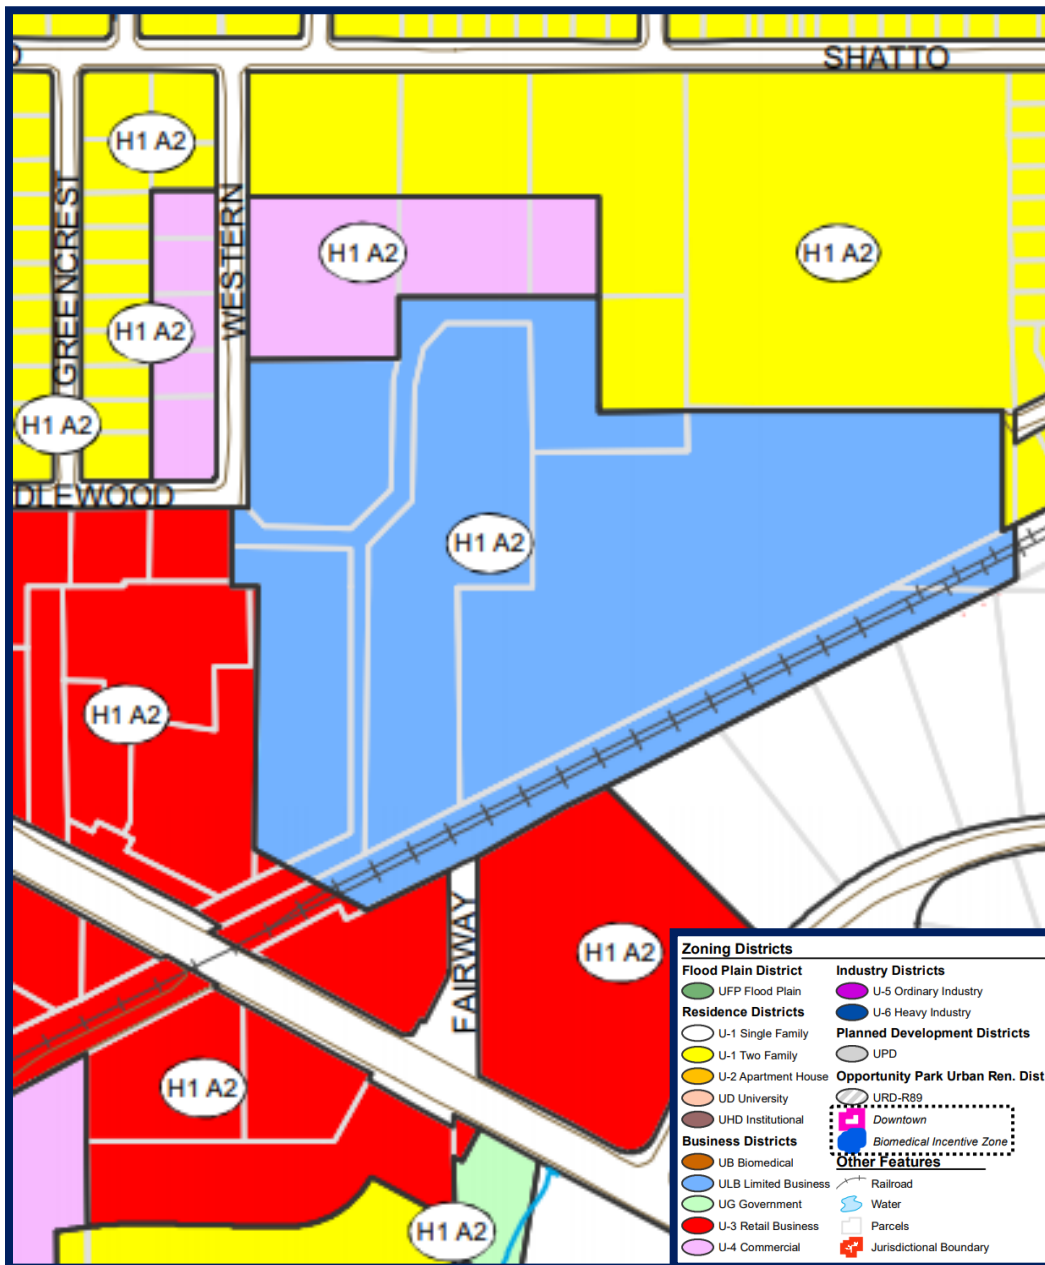 SHATTO
H1 A2
GREENCREST
WESTERN
H1 A2
H1 A2
H1 A2
H1 A2
DLEWOOD
H1 A2
H1 A2
FAIRWAY
H1 A2
H1 A2
H1 A2
Zoning Districts
Flood Plain District
UFP Flood Plain
Residence Districts
U-1 Single Family
U-1 Two Family
U-2 Apartment House
UD University
UHD Institutional
Business Districts
UB Biomedical
ULB Limited Business
UG Government
U-3 Retail Business
U-4 Commercial
Industry Districts
U-5 Ordinary Industry
U-6 Heavy Industry
Planned Development Districts
UPD
Opportunity Park Urban Ren. Dist
URD-R89
Downtown
Biomedical Incentive Zone
Other Features
Railroad
Water
Parcels
Jurisdictional Boundary